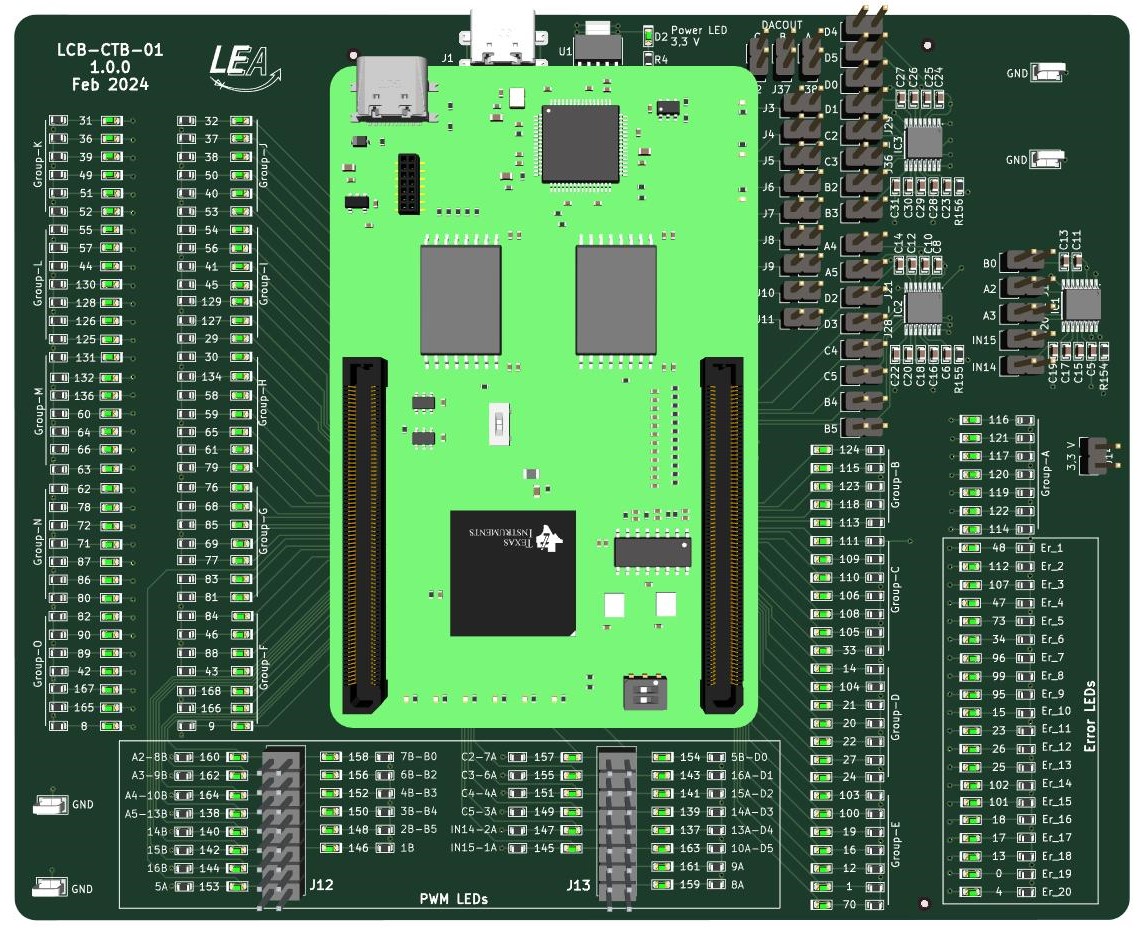 LCB-CTB-01
1.0.0
Feb 2024
LEA
J1
U1
D2 Power LED
3,3 V
R4
DACOUT
C B A
2 J37 38
J3
J4
J5
J6
J7
J8
J9
J10
J11
D4
D5
D0
D1
C2
C3
B2
B3
A4
A5
D2
D3
C4
C5
B4
B5
J29
J36
J21
J28
C27 C26 C25 C24
IC3
C31 C30 C29 C28 C23 R156
C14 C12 C10 C8
IC2
C22 C20 C18 C16 C6 R155
GND
GND
C13 C11
B0
A2
A3
IN15
IN14
IC1
C19 C17 C15 C5 R154
3,3 V
Group-K
31 32
36 37
39 38
49 50
51 40
52 53
Group-J
Group-L
55 54
57 56
44 41
130 45
128 129
126 127
125 29
Group-I
Group-M
131 30
132 134
136 58
60 59
64 65
66 61
63 79
Group-H
Group-N
62 76
78 68
72 85
71 69
87 77
86 83
80 81
Group-G
Group-O
82 84
90 46
89 88
42 43
167 168
165 166
8 9
Group-F
TEXAS
INSTRUMENTS
124
115
123
118
113
Group-B
111
109
110
106
108
105
33
Group-C
14
104
21
20
22
27
24
Group-D
103
100
19
16
12
1
70
Group-E
116
121
117
120
119
122
114
Group-A
48 Er_1
112 Er_2
107 Er_3
47 Er_4
73 Er_5
34 Er_6
96 Er_7
99 Er_8
95 Er_9
15 Er_10
23 Er_11
26 Er_12
25 Er_13
102 Er_14
101 Er_15
18 Er_16
17 Er_17
13 Er_18
0 Er_19
4 Er_20
Error LEDs
GND
GND
A2-8B 160
A3-9B 162
A4-10B 164
A5-13B 138
14B 140
15B 142
16B 144
5A 153
J12
158 7B-B0
156 6B-B2
152 4B-B3
150 3B-B4
148 2B-B5
146 1B
C2-7A 157
C3-6A 155
C4-4A 151
C5-3A 149
IN14-2A 147
IN15-1A 145
J13
154 5B-D0
143 16A-D1
141 15A-D2
139 14A-D3
137 13A-D4
163 10A-D5
161 9A
159 8A
PWM LEDs